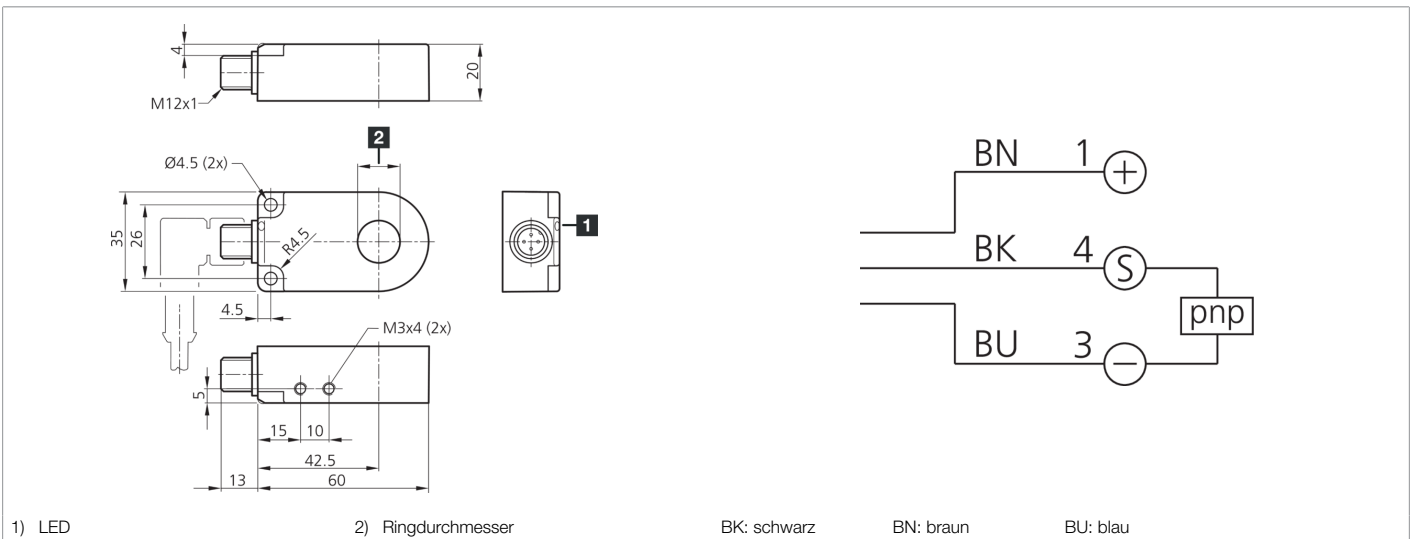 4
20
M12x1
2
Ø4.5 (2x)
35
26
R4.5
1
4.5
M3x4 (2x)
5
15
10
42.5
13
60
BN 1
+
BK 4
S
pnp
BU 3
−
1) LED 2) Ringdurchmesser BK: schwarz BN: braun BU: blau